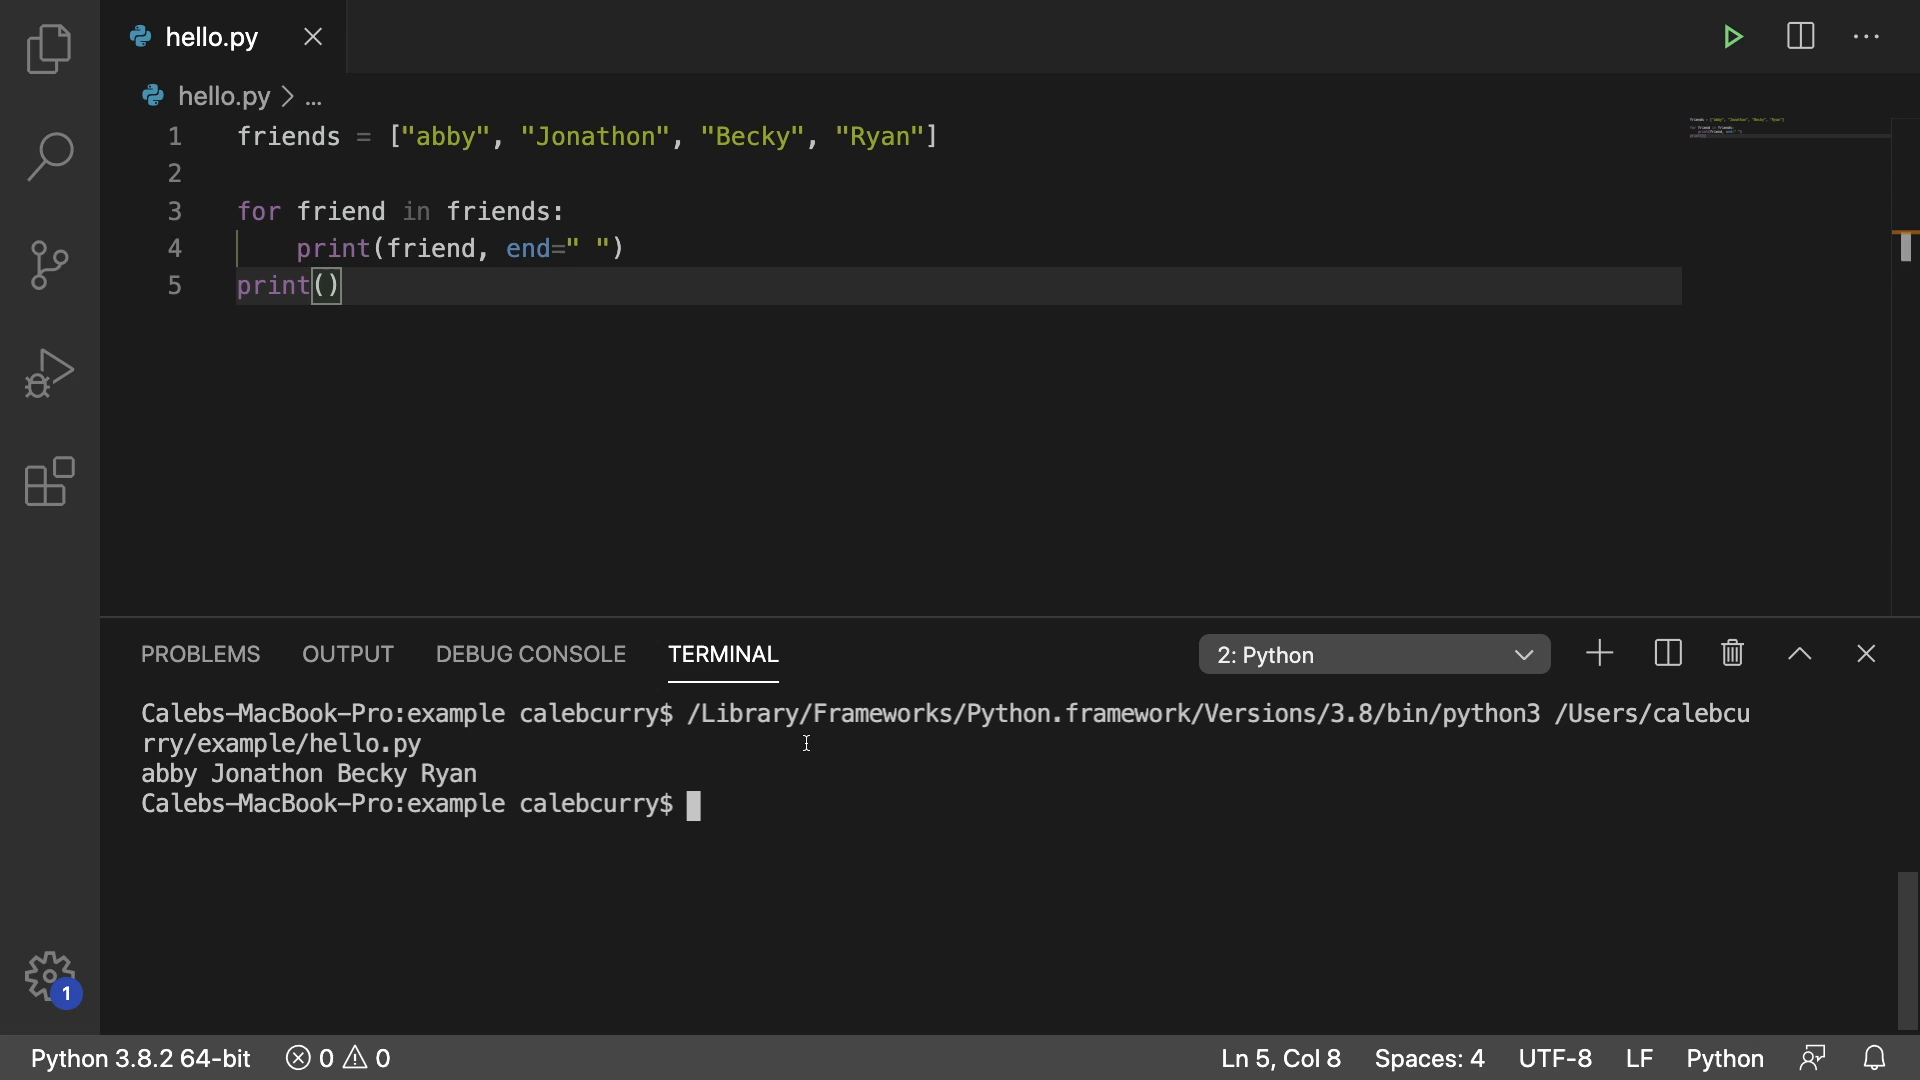 hello.py
hello.py > ...
1 friends = ["abby", "Jonathon", "Becky", "Ryan"]
2
3 for friend in friends:
4     print(friend, end=" ")
5 print()
PROBLEMS OUTPUT DEBUG CONSOLE TERMINAL 2: Python
Calebs-MacBook-Pro:example calebcurry$ /Library/Frameworks/Python.framework/Versions/3.8/bin/python3 /Users/calebcu
rry/example/hello.py
abby Jonathon Becky Ryan
Calebs-MacBook-Pro:example calebcurry$
1
Python 3.8.2 64-bit 0 0 Ln 5, Col 8 Spaces: 4 UTF-8 LF Python